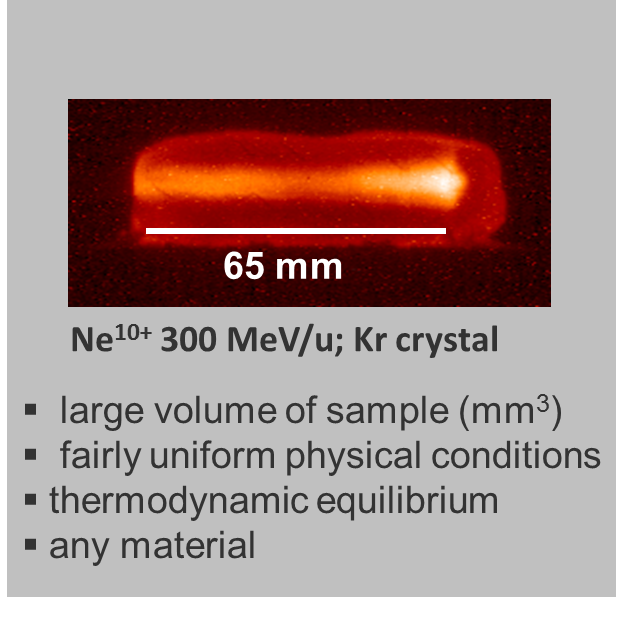 65 mm
Ne¹⁰⁺ 300 MeV/u; Kr crystal
▪ large volume of sample (mm³)
▪ fairly uniform physical conditions
▪ thermodynamic equilibrium
▪ any material